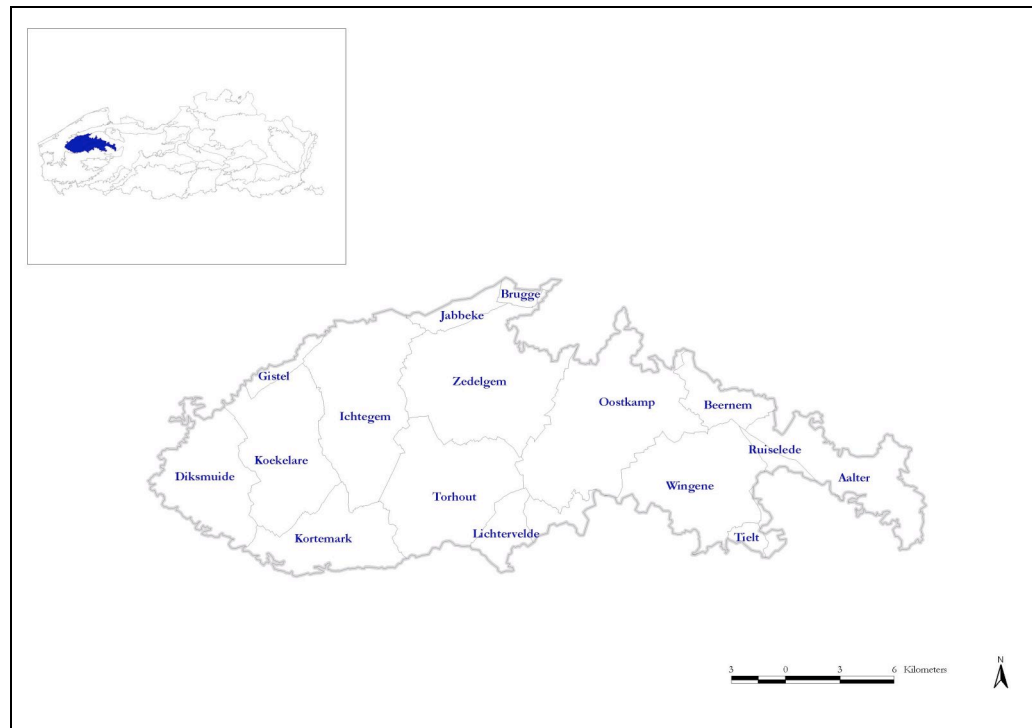 Brugge
Jabbeke
Gistel
Zedelgem
Ichtegem
Oostkamp
Beernem
Koekelare
Ruiselede
Diksmuide
Aalter
Wingene
Torhout
Lichtervelde
Kortemark
Tielt
3 0 3 6 Kilometers
N